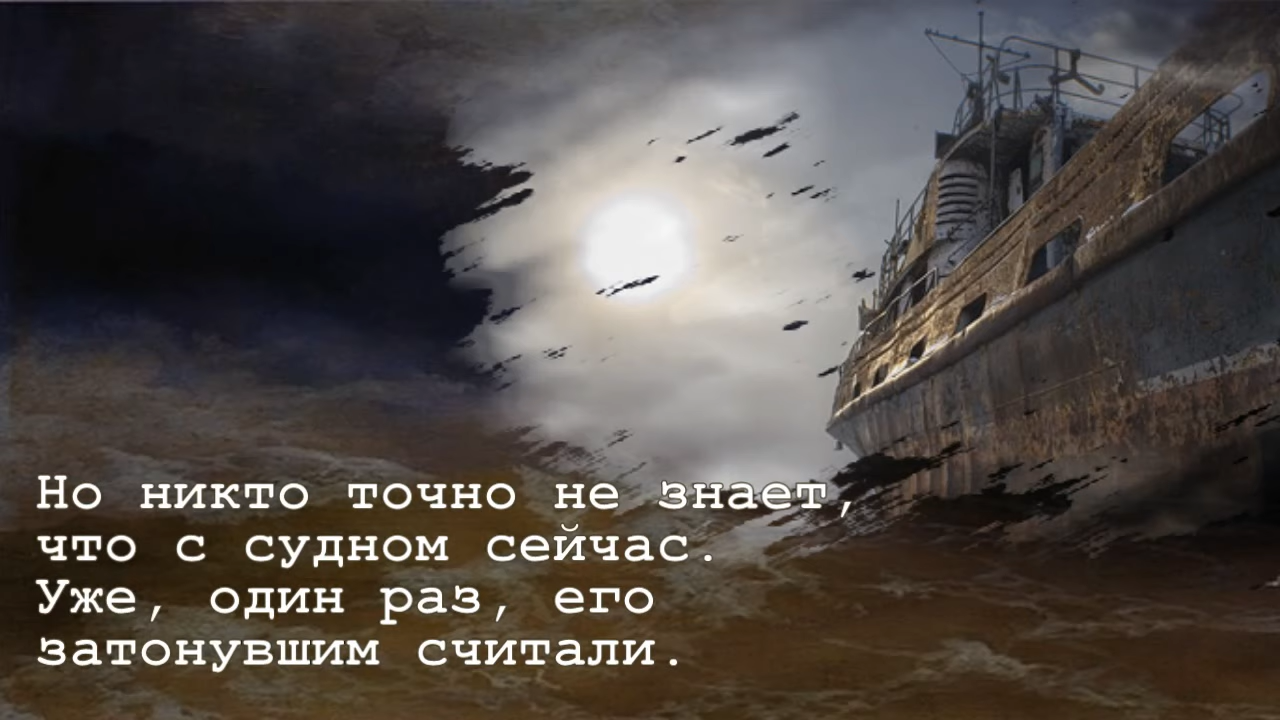 Но никто точно не знает,
что с судном сейчас.
Уже, один раз, его
затонувшим считали.